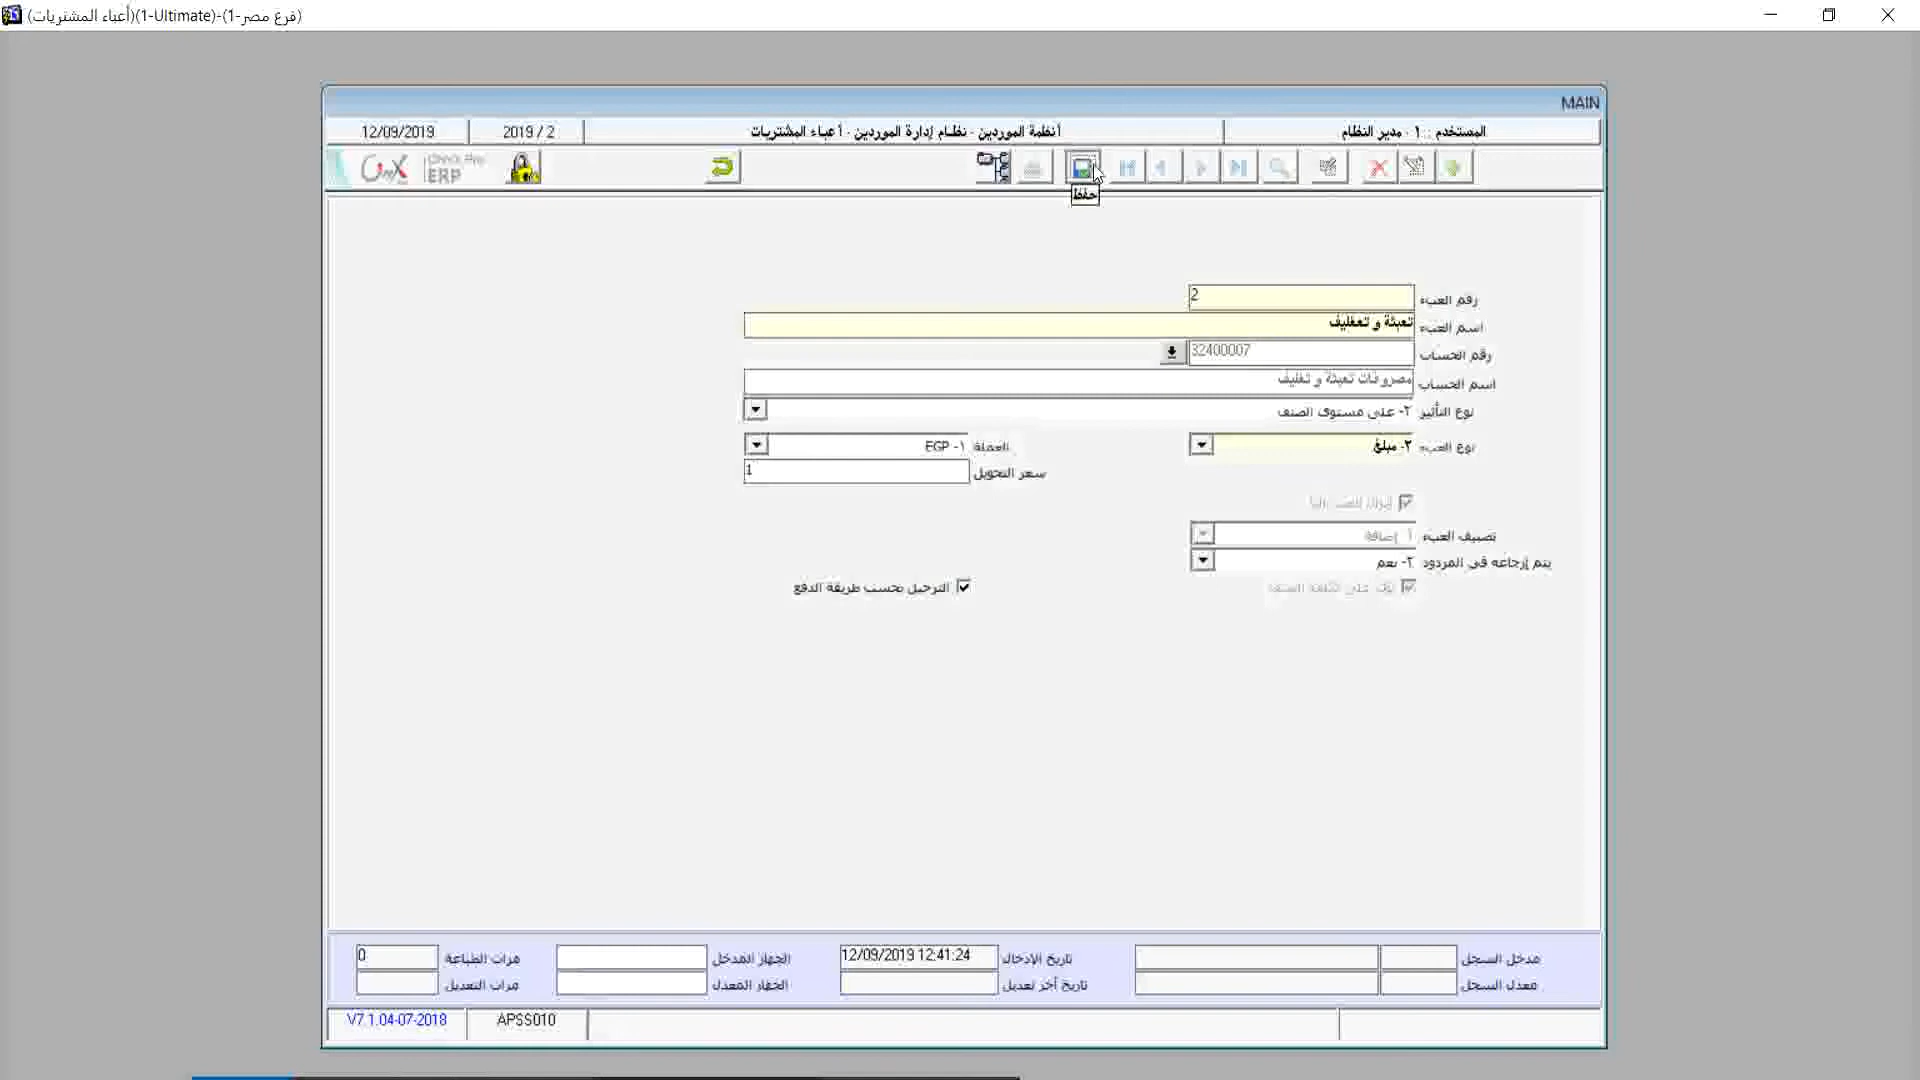 (أعباء المشتريات)(1-Ultimate)-(1-فرع مصر)
MAIN
المستخدم :: ١ - مدير النظام
أنظمة الموردين - نظام إدارة الموردين - أعباء المشتريات
2019 / 2
12/09/2019
Onyx
ERP
حفظ
رقم العبء 2
اسم العبء تعبئة و تعغليف
رقم الحساب 32400007
اسم الحساب مصروفات تعبئة و تغليف
نوع التأثير ٢- على مستوى الصنف
نوع العبء ٢- مبلغ
العملة ١- EGP
سعر التحويل 1
تصنيف العبء ١- إضافة
يتم إرجاعه في المردود ٢- نعم
الترحيل بحسب طريقة الدفع
مدخل السجل
تاريخ الإدخال 12/09/2019 12:41:24
الجهاز المدخل
مرات الطباعة 0
معدل السجل
تاريخ آخر تعديل
الجهاز المعدل
مرات التعديل
V7.1.04-07-2018
APSS010